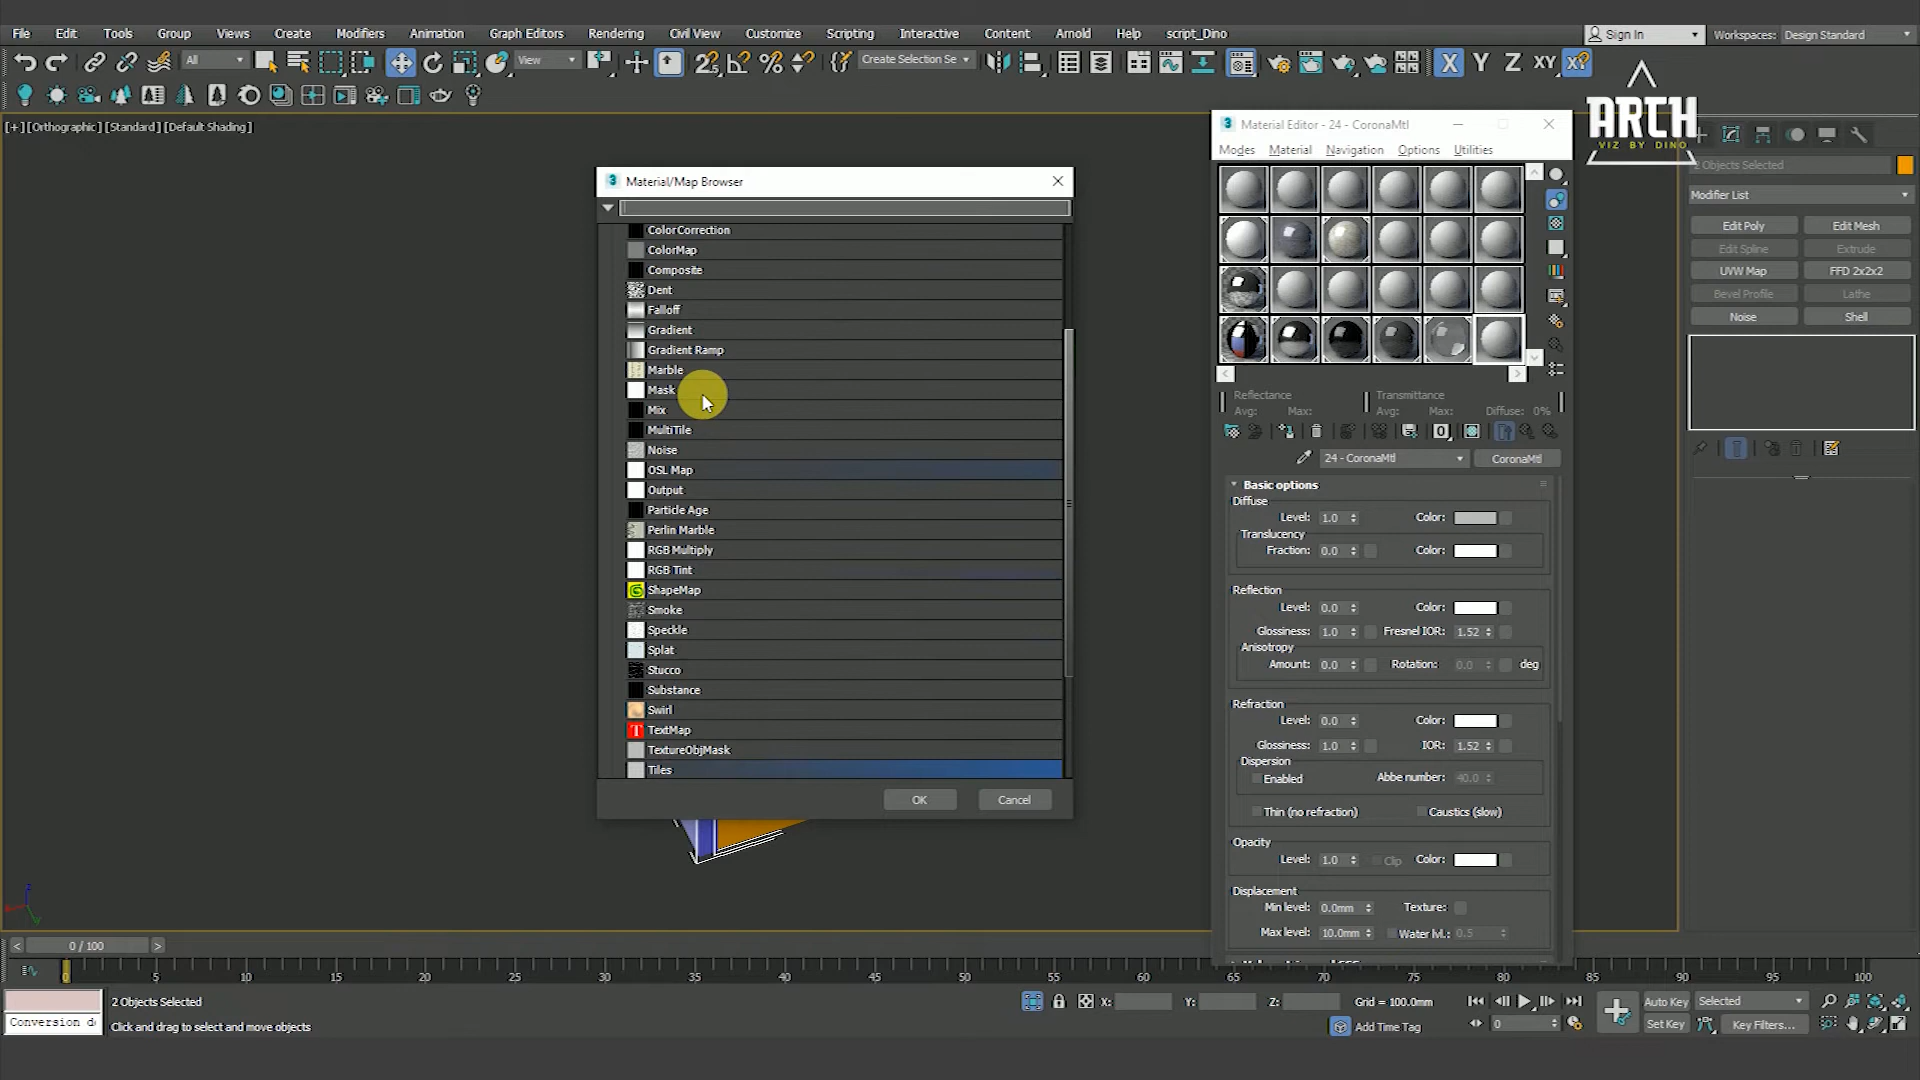 File Edit Tools Group Views Create Modifiers Animation Graph Editors Rendering Civil View Customize Scripting Interactive Content Arnold Help script_Dino Sign In Workspaces: Design Standard
All View Create Selection Se X Y Z XY XY
ARCH
VIZ BY DINO
[+] [Orthographic] [Standard] [Default Shading]
Material Editor - 24 - CoronaMtl
Modes Material Navigation Options Utilities
2 Objects Selected
Modifier List
Edit Poly Edit Mesh
Edit Spline Extrude
UVW Map FFD 2x2x2
Bevel Profile Lathe
Noise Shell
Material/Map Browser
ColorCorrection
ColorMap
Composite
Dent
Falloff
Gradient
Gradient Ramp
Marble
Mask
Mix
MultiTile
Noise
OSL Map
Output
Particle Age
Perlin Marble
RGB Multiply
RGB Tint
ShapeMap
Smoke
Speckle
Splat
Stucco
Substance
Swirl
TextMap
TextureObjMask
Tiles
OK Cancel
Reflectance Transmittance
Avg: Max: Avg: Max: Diffuse: 0%
24 - CoronaMtl CoronaMtl
Basic options
Diffuse
Level: 1.0 Color:
Translucency
Fraction: 0.0 Color:
Reflection
Level: 0.0 Color:
Glossiness: 1.0 Fresnel IOR: 1.52
Anisotropy
Amount: 0.0 Rotation: 0.0 deg
Refraction
Level: 0.0 Color:
Glossiness: 1.0 IOR: 1.52
Dispersion
Enabled Abbe number: 40.0
Thin (no refraction) Caustics (slow)
Opacity
Level: 1.0 Clip Color:
Displacement
Min level: 0.0mm Texture:
Max level: 10.0mm Water lvl.: 0.5
0 / 100
0 5 10 15 20 25 30 35 40 45 50 55 60 65 70 75 80 85 90 95 100
2 Objects Selected X: Y: Z: Grid = 100.0mm Auto Key Selected
Conversion d
Click and drag to select and move objects Add Time Tag 0 Set Key Key Filters...